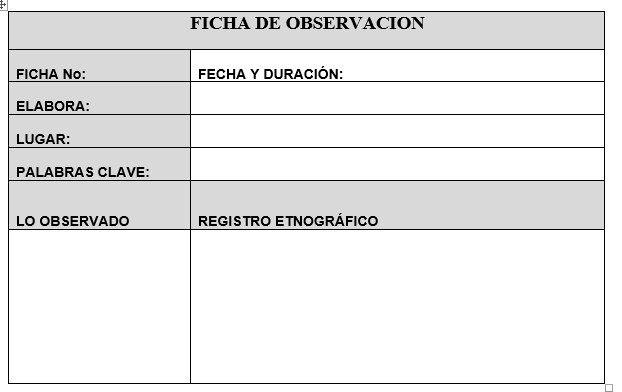 FICHA DE OBSERVACION
FICHA No:
FECHA Y DURACIÓN:
ELABORA:
LUGAR:
PALABRAS CLAVE:
LO OBSERVADO
REGISTRO ETNOGRÁFICO